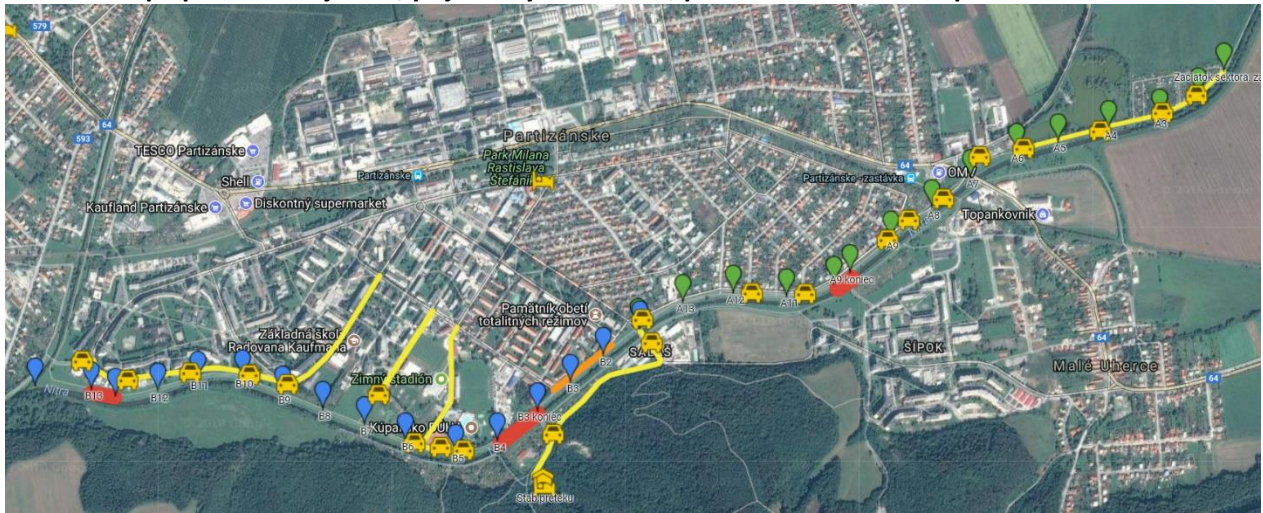 579
64
593
TESCO Partizánske
Shell
Kaufland Partizánske
Diskontný supermarket
Partizánske
Partizánske
Park Milana
Rastislava
Štefánik
64
Partizánske -zastávka
OMV
Topankovník
Začiatok sektora
A3
A4
A5
A6
A7
A8
A9
A9 koniec
A11
A12
A13
ŠÍPOK
Malé Uherce
64
64
Pamätník obetí
totalitných režimov
Základná škola
Radovana Kaufmana
Zimný štadión
Kúpalisko
SALAŠ
B2
B3
B3 koniec
B4
B5
B6
B8
B9
B10
B11
B12
B13
Nitra
Štab preteku